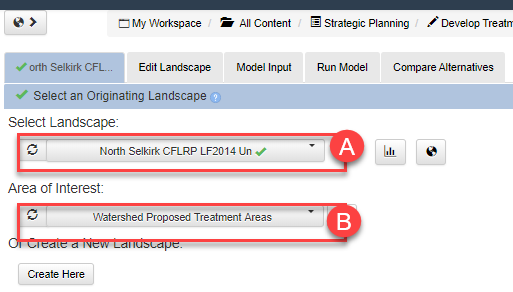 My Workspace / All Content / Strategic Planning / Develop Treatm
orth Selkirk CFL... Edit Landscape Model Input Run Model Compare Alternatives
Select an Originating Landscape ?
Select Landscape:
North Selkirk CFLRP LF2014 Un A
Area of Interest:
Watershed Proposed Treatment Areas B
Or Create a New Landscape:
Create Here